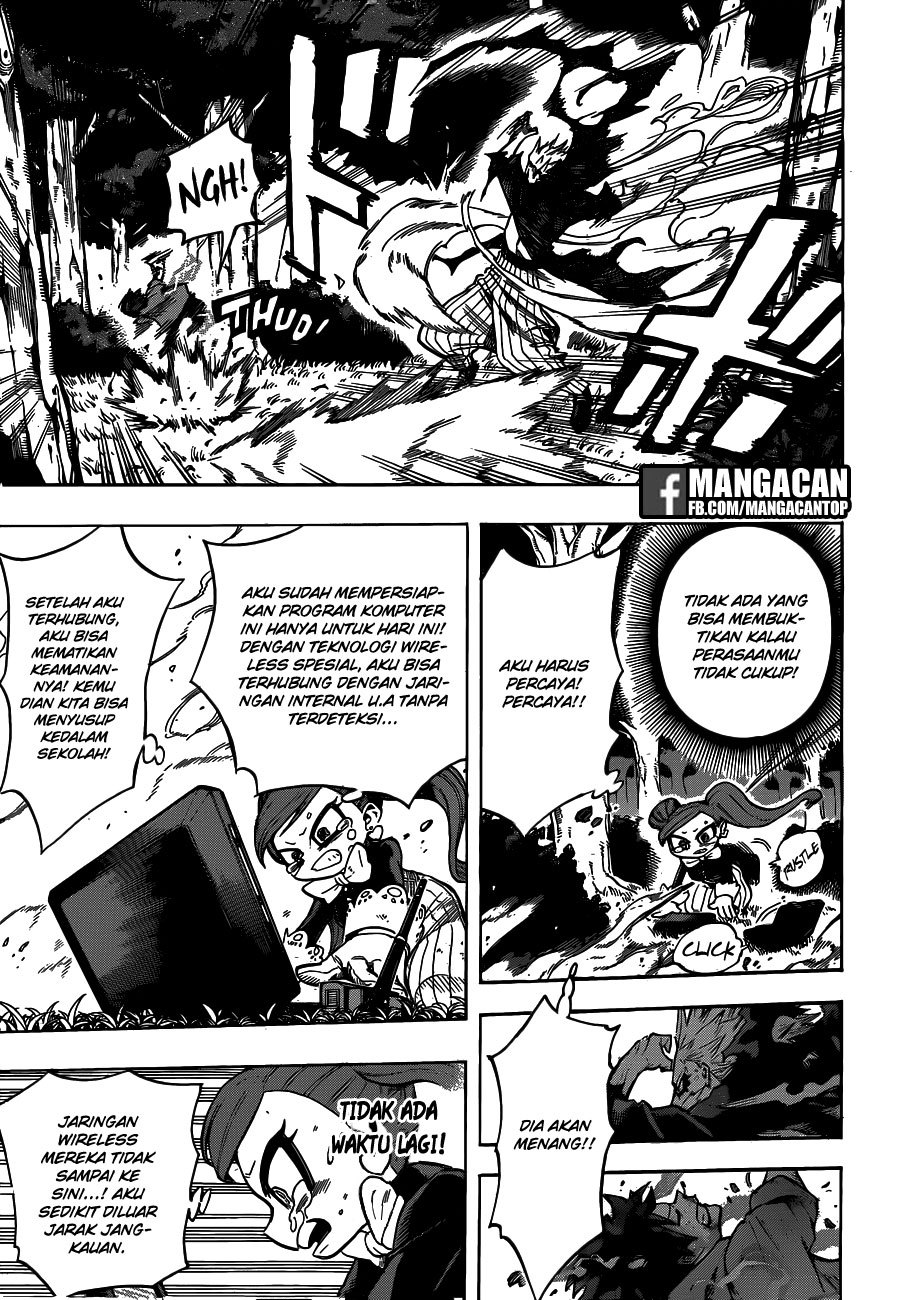 NGH!
ドォ
THUD!
MANGACAN
FB.COM/MANGACANTOP
TIDAK ADA YANG
BISA MEMBUK-
TIKAN KALAU
PERASAANMU
TIDAK CUKUP!
AKU HARUS
PERCAYA!
PERCAYA!!
RUSTLE
CLICK
AKU SUDAH MEMPERSIAP-
KAN PROGRAM KOMPUTER
INI HANYA UNTUK HARI INI!
DENGAN TEKNOLOGI WIRE-
LESS SPESIAL, AKU BISA
TERHUBUNG DENGAN JARI-
NGAN INTERNAL U.A TANPA
TERDETEKSI...
SETELAH AKU
TERHUBUNG,
AKU BISA
MEMATIKAN
KEAMANAN-
NYA! KEMU
DIAN KITA BISA
MENYUSUP
KEDALAM
SEKOLAH!
DIA AKAN
MENANG!!
TIDAK ADA
WAKTU LAGI!
JARINGAN
WIRELESS
MEREKA TIDAK
SAMPAI KE
SINI...! AKU
SEDIKIT DILUAR
JARAK JANG-
KAUAN.